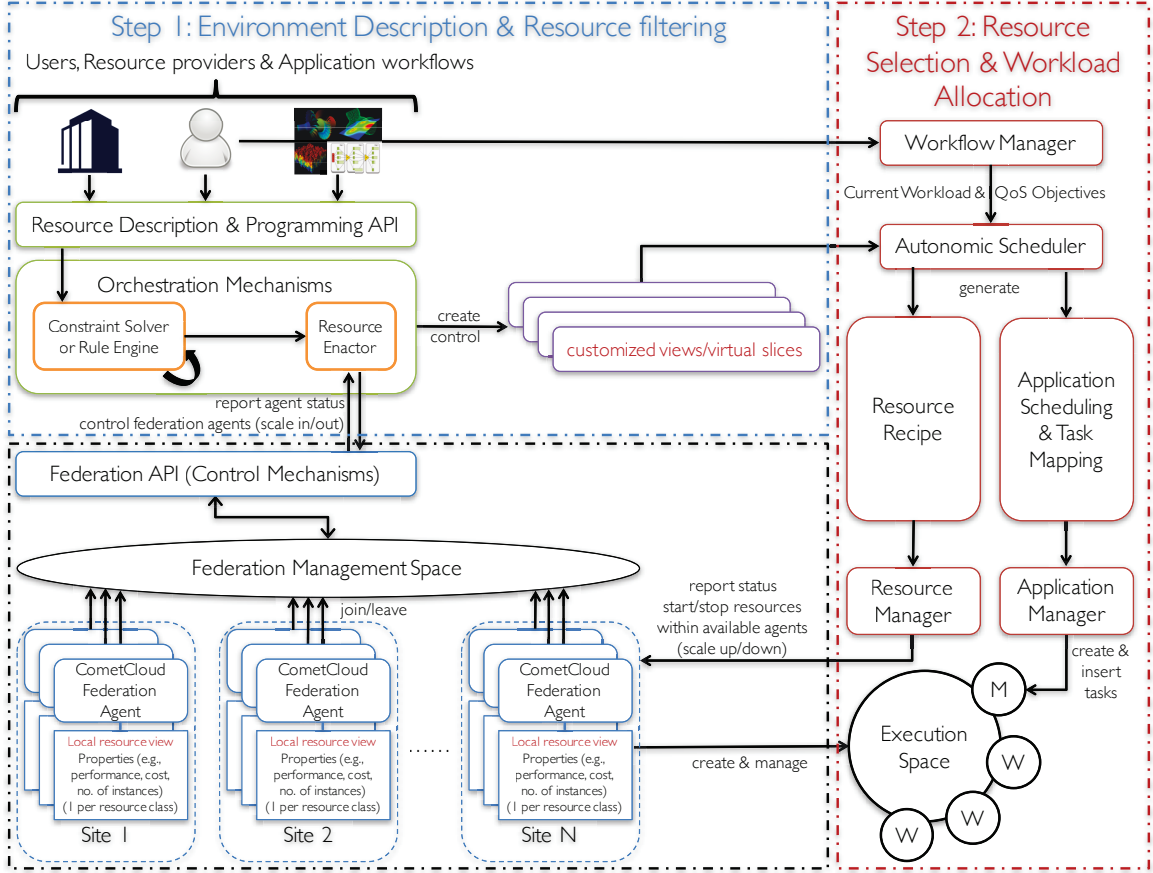 Step 1: Environment Description & Resource filtering
Users, Resource providers & Application workflows
Resource Description & Programming API
Orchestration Mechanisms
Constraint Solver
or Rule Engine
Resource
Enactor
create
control
customized views/virtual slices
report agent status
control federation agents (scale in/out)
Federation API (Control Mechanisms)
Federation Management Space
join/leave
CometCloud
Federation
Agent
Local resource view
Properties (e.g.,
performance, cost,
no. of instances)
(1 per resource class)
Site 1
CometCloud
Federation
Agent
Local resource view
Properties (e.g.,
performance, cost,
no. of instances)
(1 per resource class)
Site 2
......
......
CometCloud
Federation
Agent
Local resource view
Properties (e.g.,
performance, cost,
no. of instances)
(1 per resource class)
Site N
report status
start/stop resources
within available agents
(scale up/down)
create & manage
Step 2: Resource
Selection & Workload
Allocation
Workflow Manager
Current Workload & QoS Objectives
Autonomic Scheduler
generate
Resource
Recipe
Application
Scheduling
& Task
Mapping
Resource
Manager
Application
Manager
create &
insert
tasks
Execution
Space
M
W
W
W